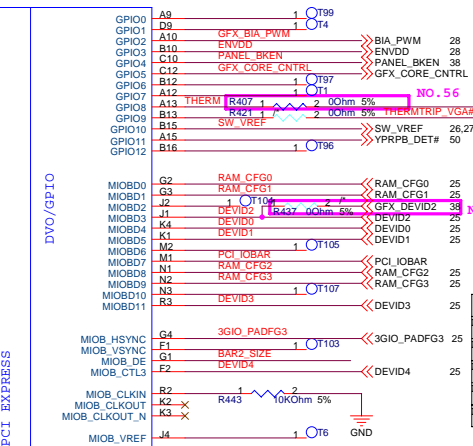 GPIO0 A9 1 T99
GPIO1 D9 1 T4
GPIO2 A10 GFX_BIA_PWM BIA_PWM 28
GPIO3 B10 ENVDD ENVDD 28
GPIO4 C10 PANEL_BKEN PANEL_BKEN 38
GPIO5 C12 GFX_CORE_CNTRL GFX_CORE_CNTRL
GPIO6 B12 1 T97
GPIO7 A12 1 T1 NO.56
GPIO8 A13 THERM R407 1 2 0Ohm 5% THERMTRIP_VGA#
GPIO9 B13 R421 1 2 0Ohm 5%
GPIO10 B15 SW_VREF SW_VREF 26,27
GPIO11 A15 YPRPB_DET# 50
GPIO12 B16 1 T96
DVO/GPIO
MIOBD0 G2 RAM_CFG0 RAM_CFG0 25
MIOBD1 G3 RAM_CFG1 RAM_CFG1 25
MIOBD2 J2 1 T104 /* GFX_DEVID2 38
MIOBD3 J1 DEVID2 R437 0Ohm 5% DEVID2 25
MIOBD4 K4 DEVID0 DEVID0 25
MIOBD5 K1 DEVID1 DEVID1 25
MIOBD6 M2 1 T105
MIOBD7 M1 PCI_IOBAR PCI_IOBAR
MIOBD8 N1 RAM_CFG2 RAM_CFG2 25
MIOBD9 N2 RAM_CFG3 RAM_CFG3 25
MIOBD10 N3 1 T107
MIOBD11 R3 DEVID3 DEVID3 25
MIOB_HSYNC G4 3GIO_PADFG3 3GIO_PADFG3 25
MIOB_VSYNC F1 1 T103
MIOB_DE G1 BAR2_SIZE
MIOB_CTL3 F2 DEVID4 DEVID4 25
MIOB_CLKIN R2 1 2
MIOB_CLKOUT K2 R443 10KOhm 5%
MIOB_CLKOUT_N K3
GND
MIOB_VREF J4 1 T6
PCI EXPRESS